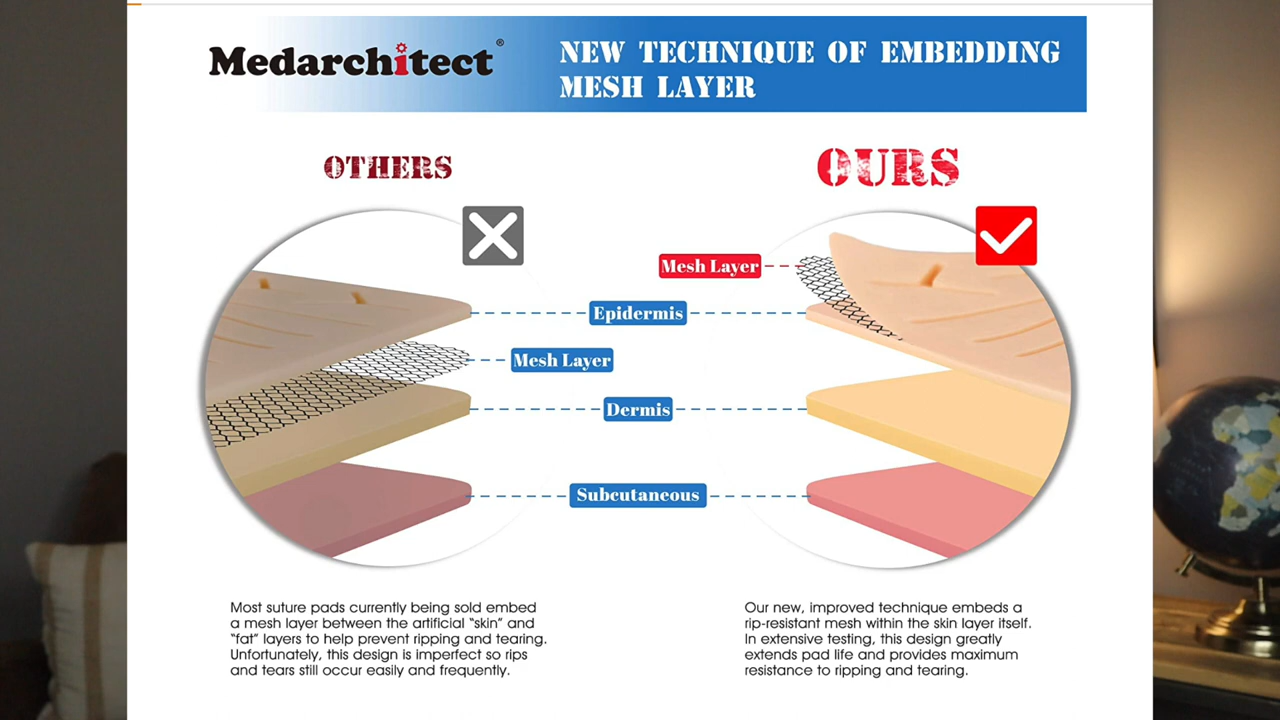 Medarchitect®
NEW TECHNIQUE OF EMBEDDING
MESH LAYER
OTHERS
OURS
Mesh Layer
Epidermis
Mesh Layer
Dermis
Subcutaneous
Most suture pads currently being sold embed
a mesh layer between the artificial “skin” and
“fat” layers to help prevent ripping and tearing.
Unfortunately, this design is imperfect so rips
and tears still occur easily and frequently.
Our new, improved technique embeds a
rip-resistant mesh within the skin layer itself.
In extensive testing, this design greatly
extends pad life and provides maximum
resistance to ripping and tearing.